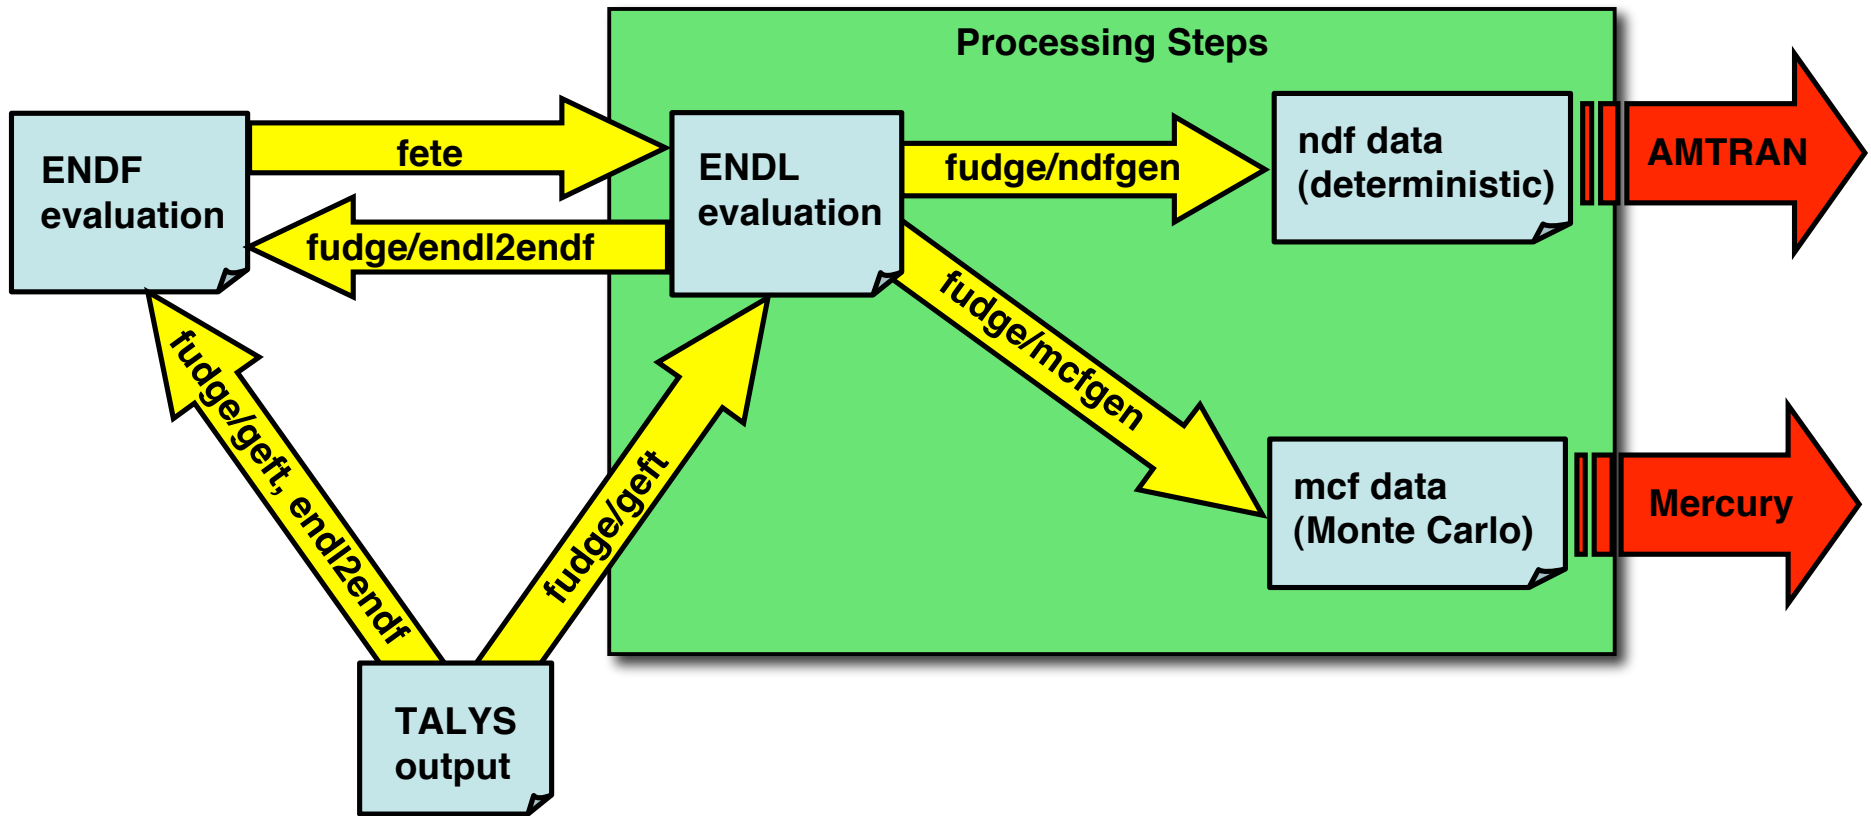 Processing Steps
ENDF
evaluation
fete
fudge/endl2endf
ENDL
evaluation
fudge/ndfgen
ndf data
(deterministic)
AMTRAN
fudge/mcfgen
mcf data
(Monte Carlo)
Mercury
fudge/geft, endl2endf
fudge/geft
TALYS
output